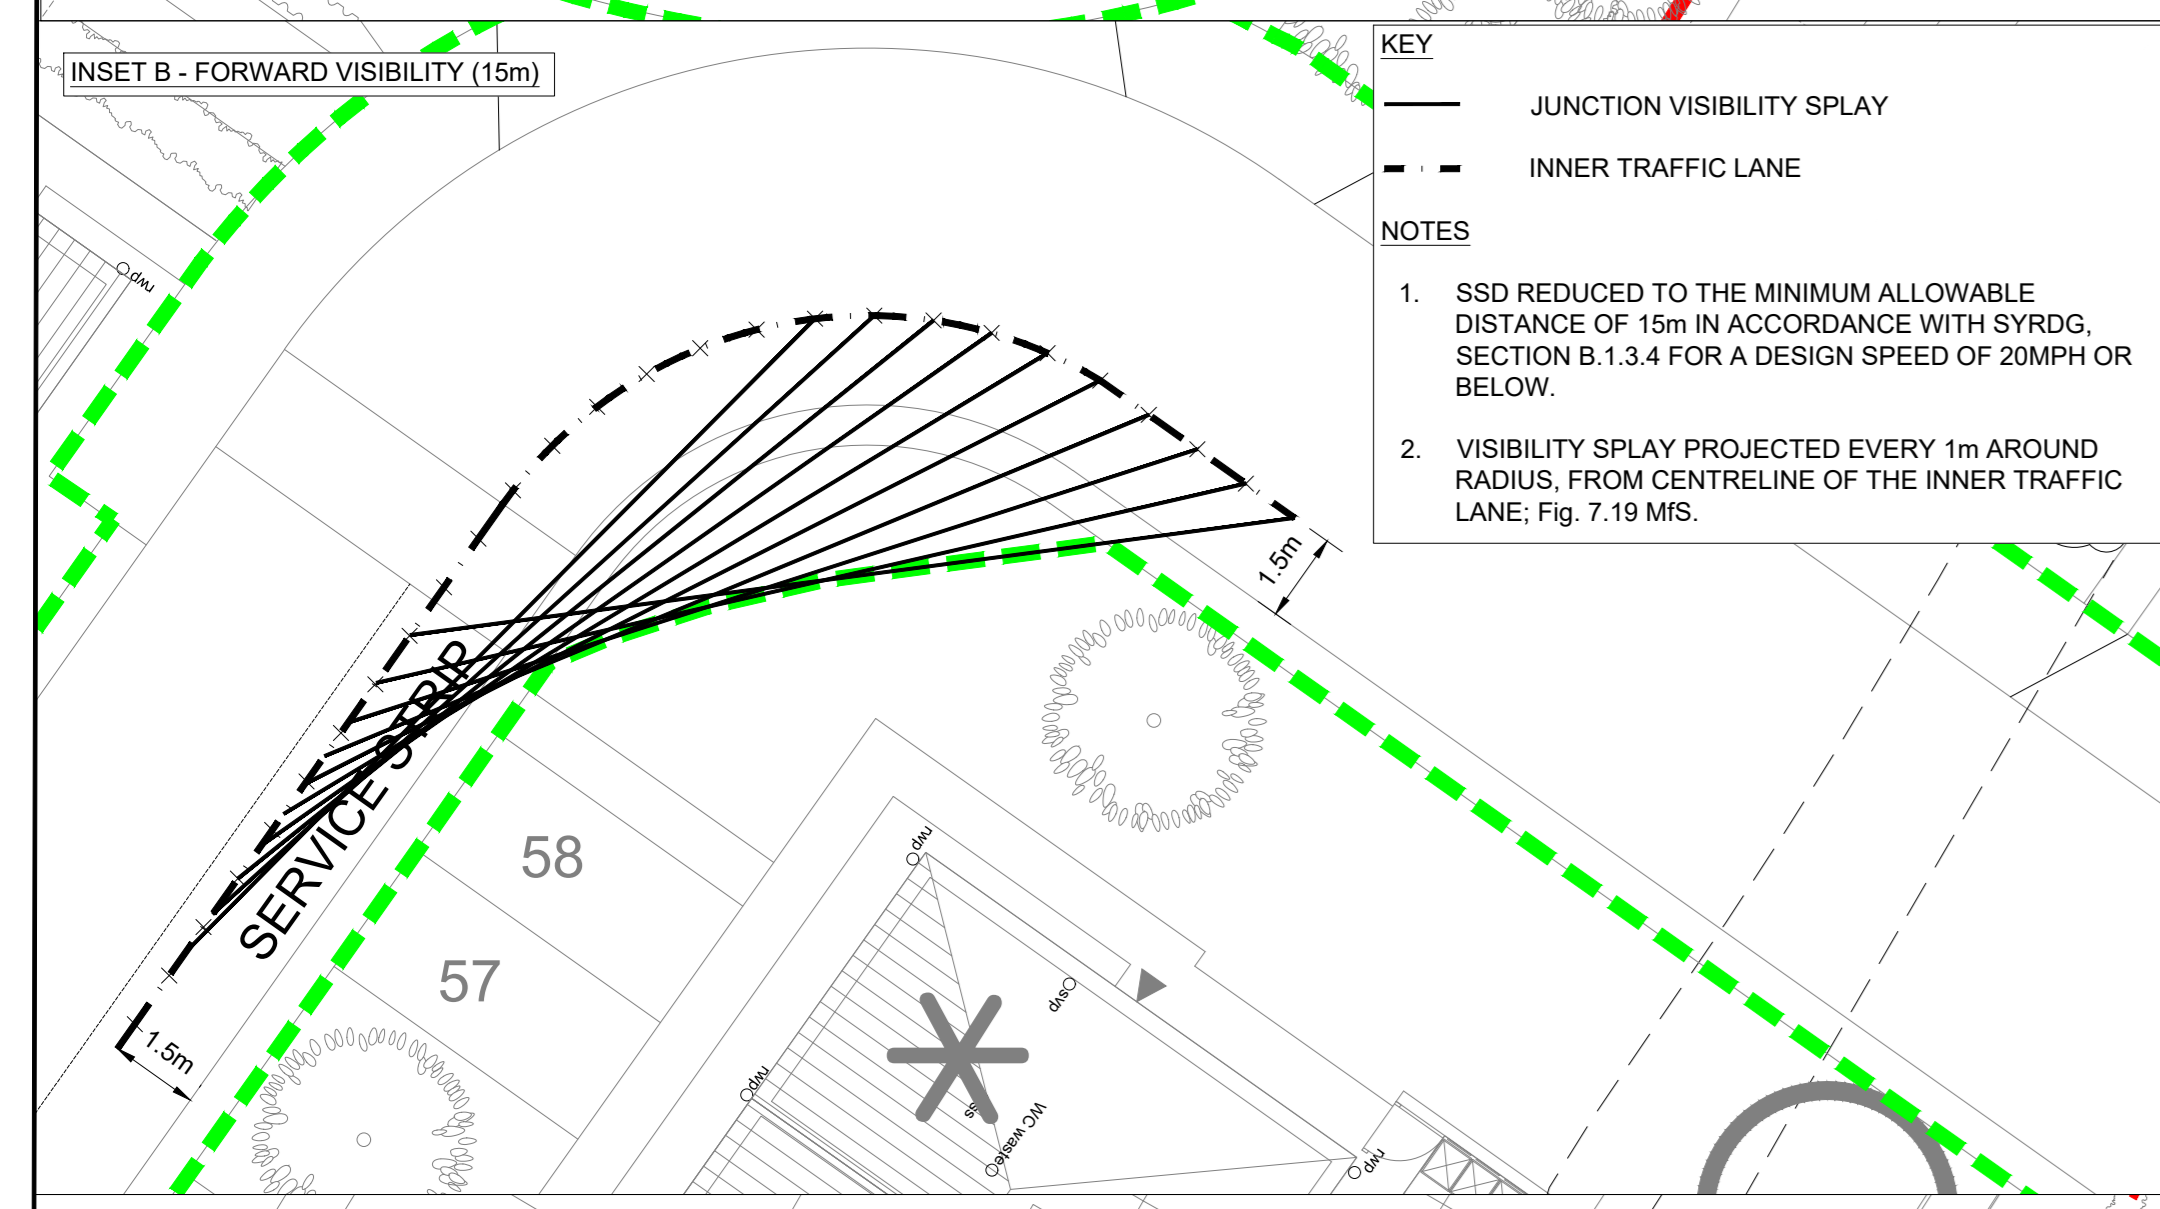 INSET B - FORWARD VISIBILITY (15m)
KEY
JUNCTION VISIBILITY SPLAY
INNER TRAFFIC LANE
NOTES
1. SSD REDUCED TO THE MINIMUM ALLOWABLE
DISTANCE OF 15m IN ACCORDANCE WITH SYRDG,
SECTION B.1.3.4 FOR A DESIGN SPEED OF 20MPH OR
BELOW.
2. VISIBILITY SPLAY PROJECTED EVERY 1m AROUND
RADIUS, FROM CENTRELINE OF THE INNER TRAFFIC
LANE; Fig. 7.19 MfS.
rwp
1.5m
SERVICE STRIP
58
rwp
57
svp
1.5m
rwp
ss
WC waste
rwp